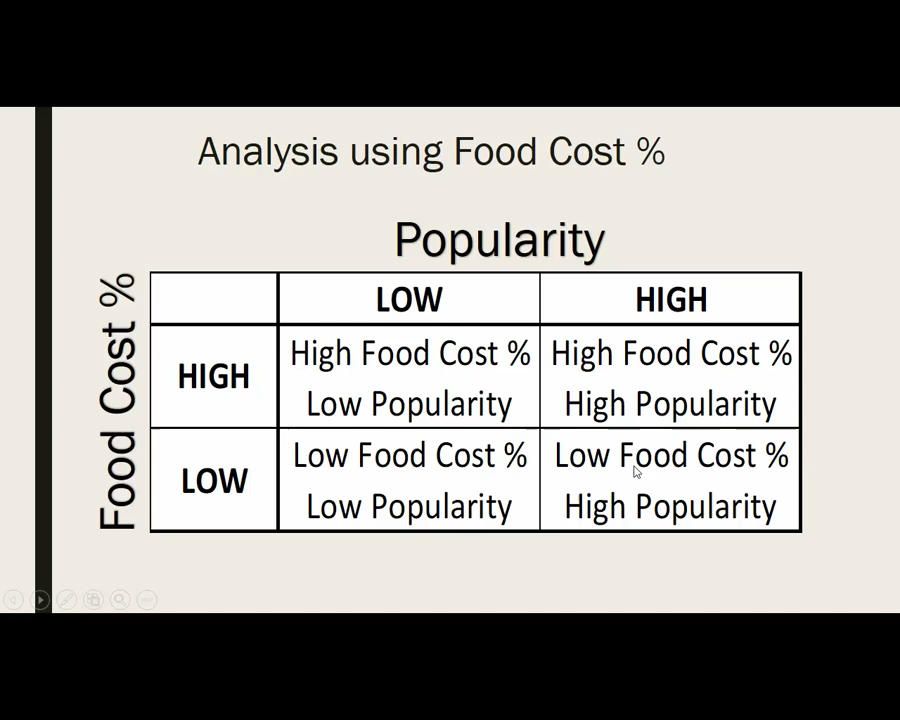 Analysis using Food Cost %
Popularity
Food Cost %
LOW HIGH
HIGH
High Food Cost %
Low Popularity
High Food Cost %
High Popularity
LOW
Low Food Cost %
Low Popularity
Low Food Cost %
High Popularity